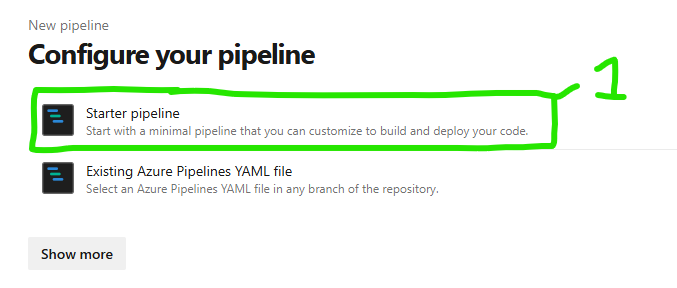 New pipeline
Configure your pipeline
1
Starter pipeline
Start with a minimal pipeline that you can customize to build and deploy your code.
Existing Azure Pipelines YAML file
Select an Azure Pipelines YAML file in any branch of the repository.
Show more